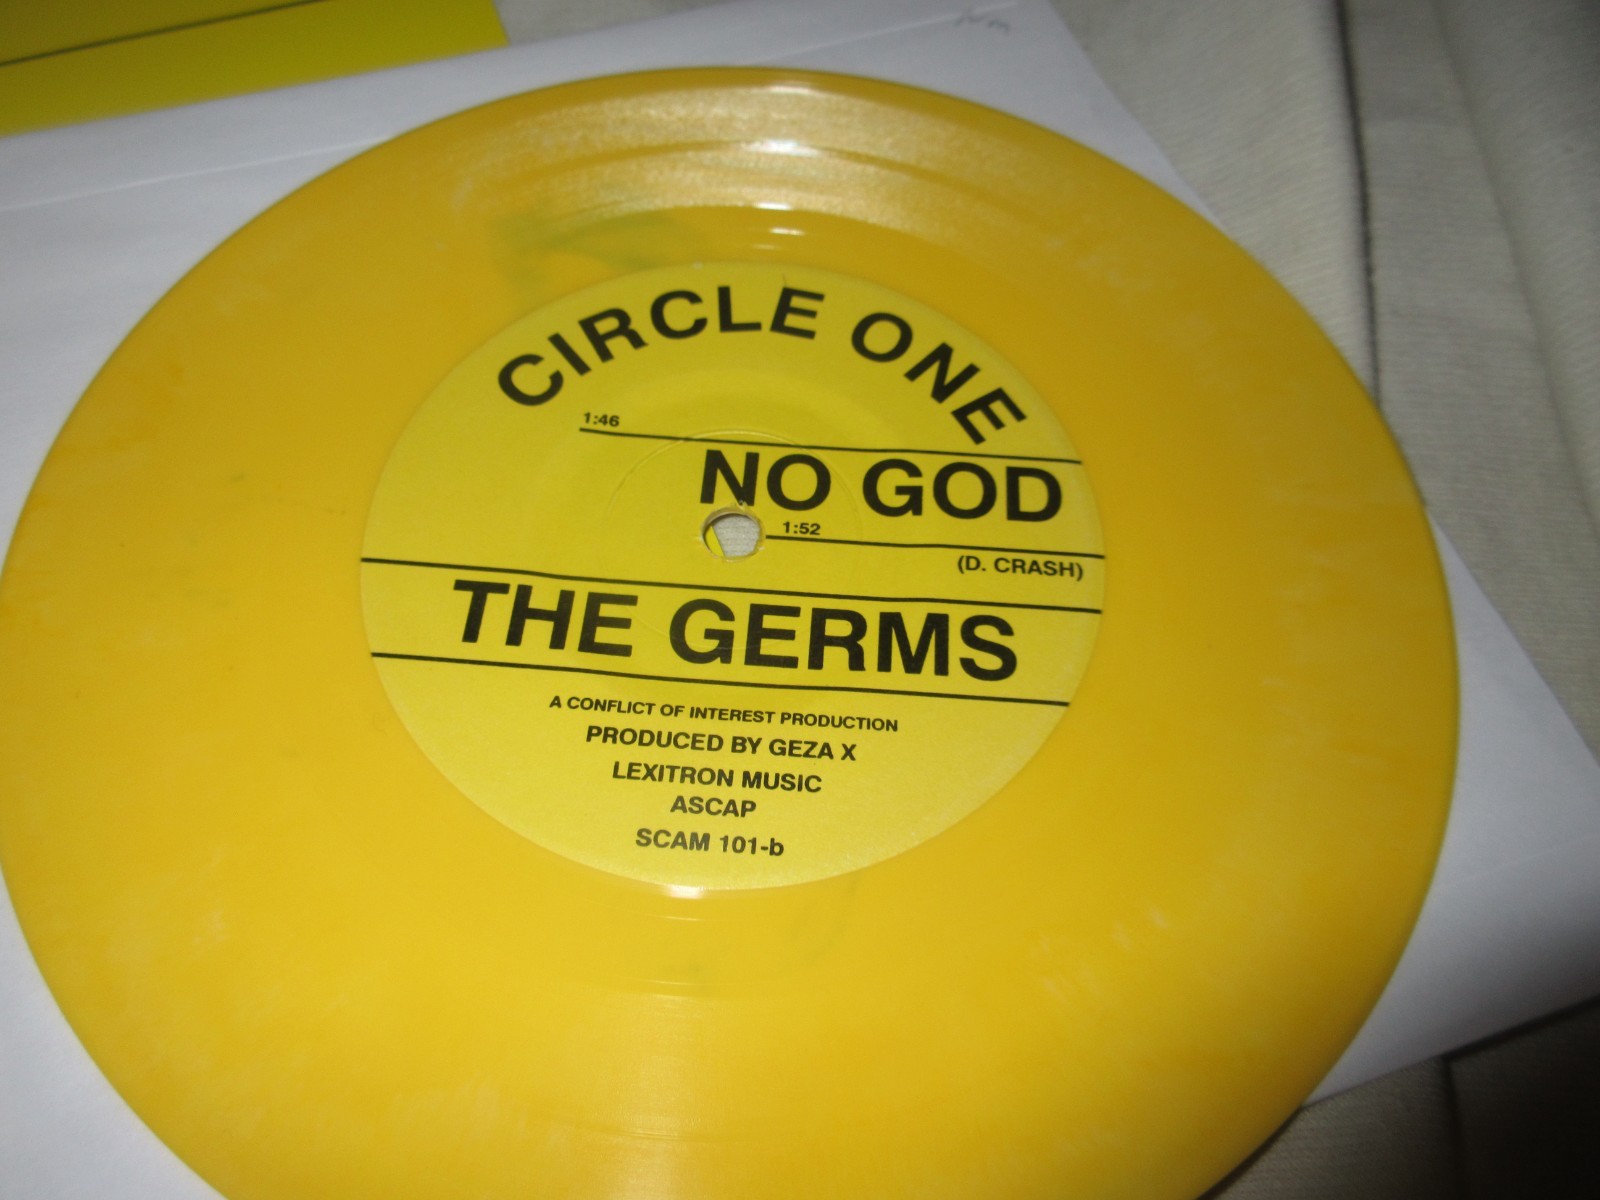 CIRCLE ONE
1:46
NO GOD
1:52
(D. CRASH)
THE GERMS
A CONFLICT OF INTEREST PRODUCTION
PRODUCED BY GEZA X
LEXITRON MUSIC
ASCAP
SCAM 101-b